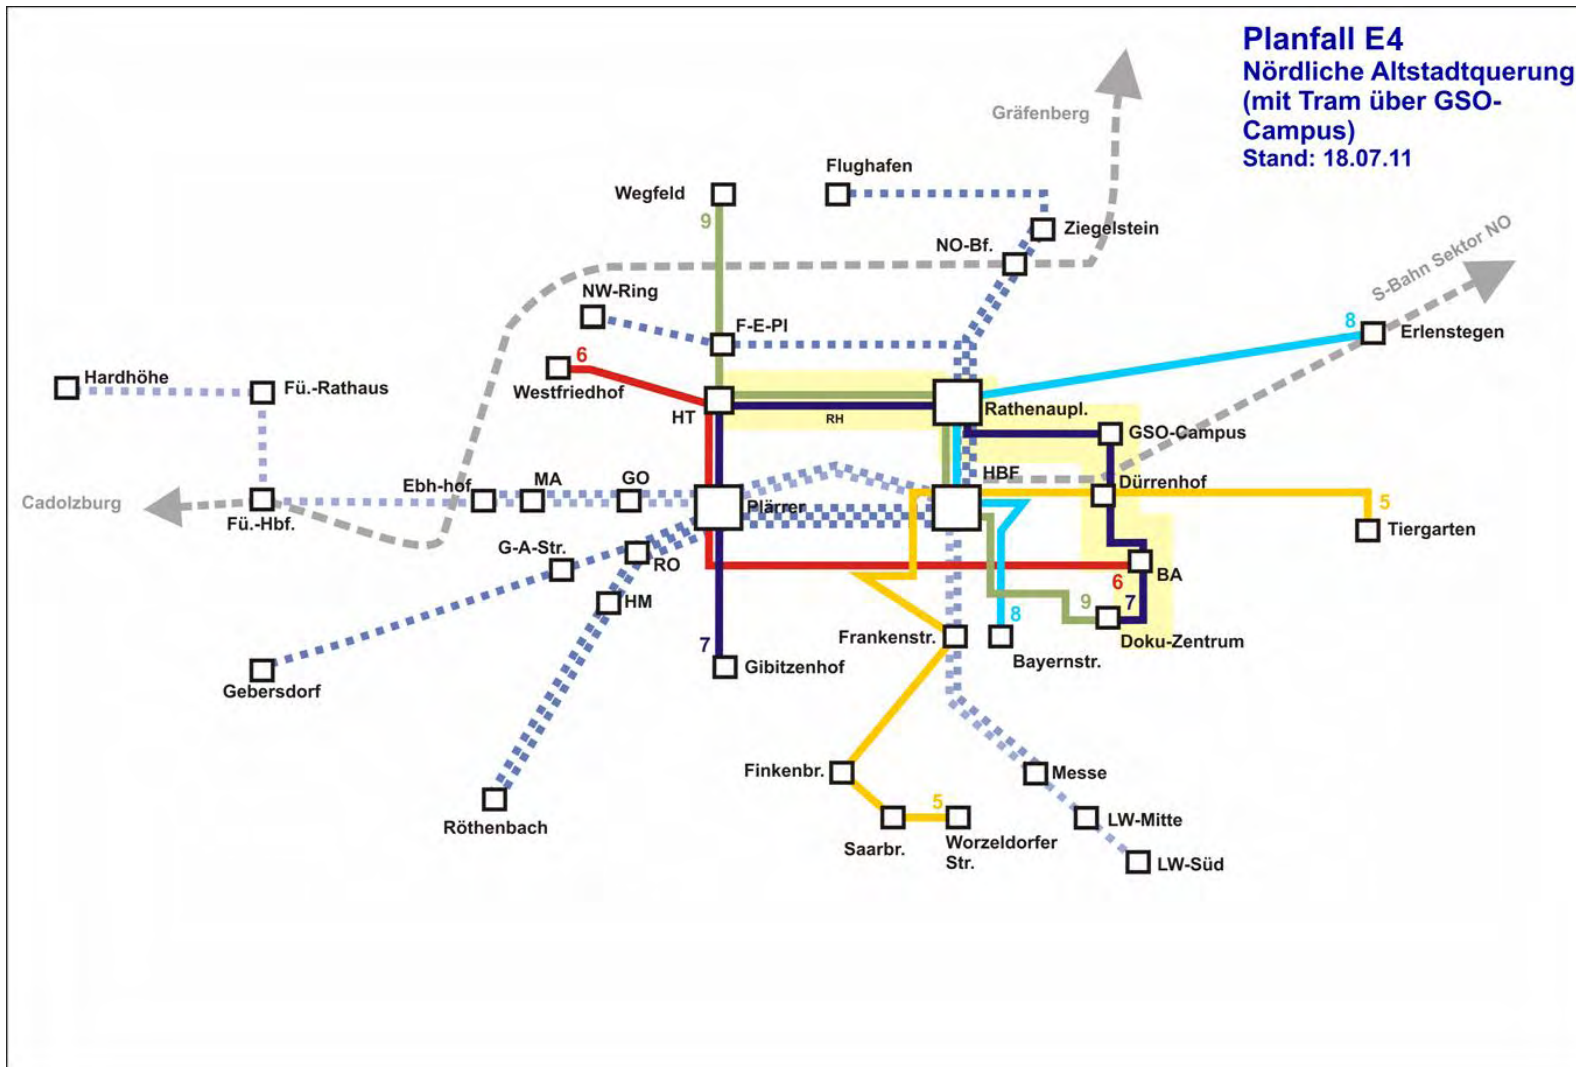 Planfall E4
Nördliche Altstadtquerung
(mit Tram über GSO-
Campus)
Stand: 18.07.11
Gräfenberg
Flughafen
Wegfeld
9
Ziegelstein
NO-Bf.
S-Bahn Sektor NO
NW-Ring
F-E-Pl
8
Erlenstegen
6
Westfriedhof
Hardhöhe
Fü.-Rathaus
HT
RH
Rathenaupl.
GSO-Campus
HBF
Dürrenhof
Ebh-hof
MA
GO
Plärrer
Cadolzburg
Fü.-Hbf.
5
Tiergarten
G-A-Str.
RO
BA
6
HM
9
7
8
Doku-Zentrum
Frankenstr.
Bayernstr.
7
Gibitzenhof
Gebersdorf
Finkenbr.
Messe
Röthenbach
5
LW-Mitte
Saarbr.
Worzeldorfer
Str.
LW-Süd